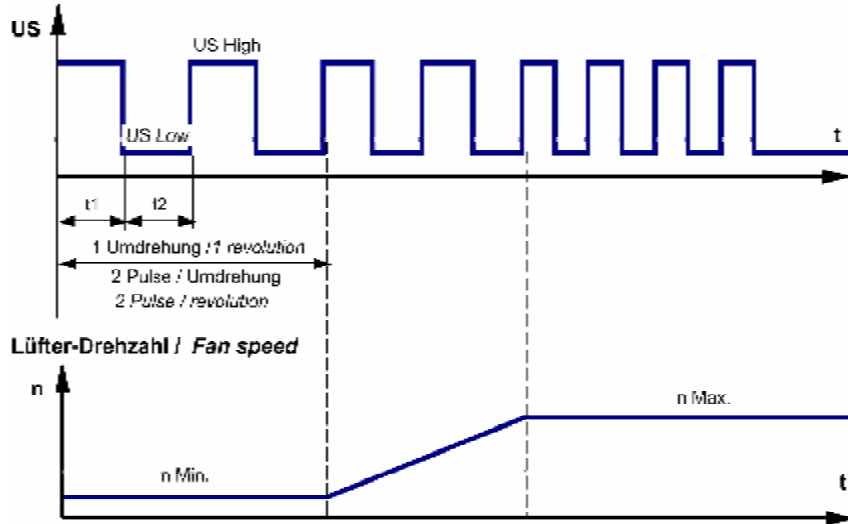 US
US High
US Low
t
t1
t2
1 Umdrehung / 1 revolution
2 Pulse / Umdrehung
2 Pulse / revolution
Lüfter-Drehzahl / Fan speed
n
n Max.
n Min.
t